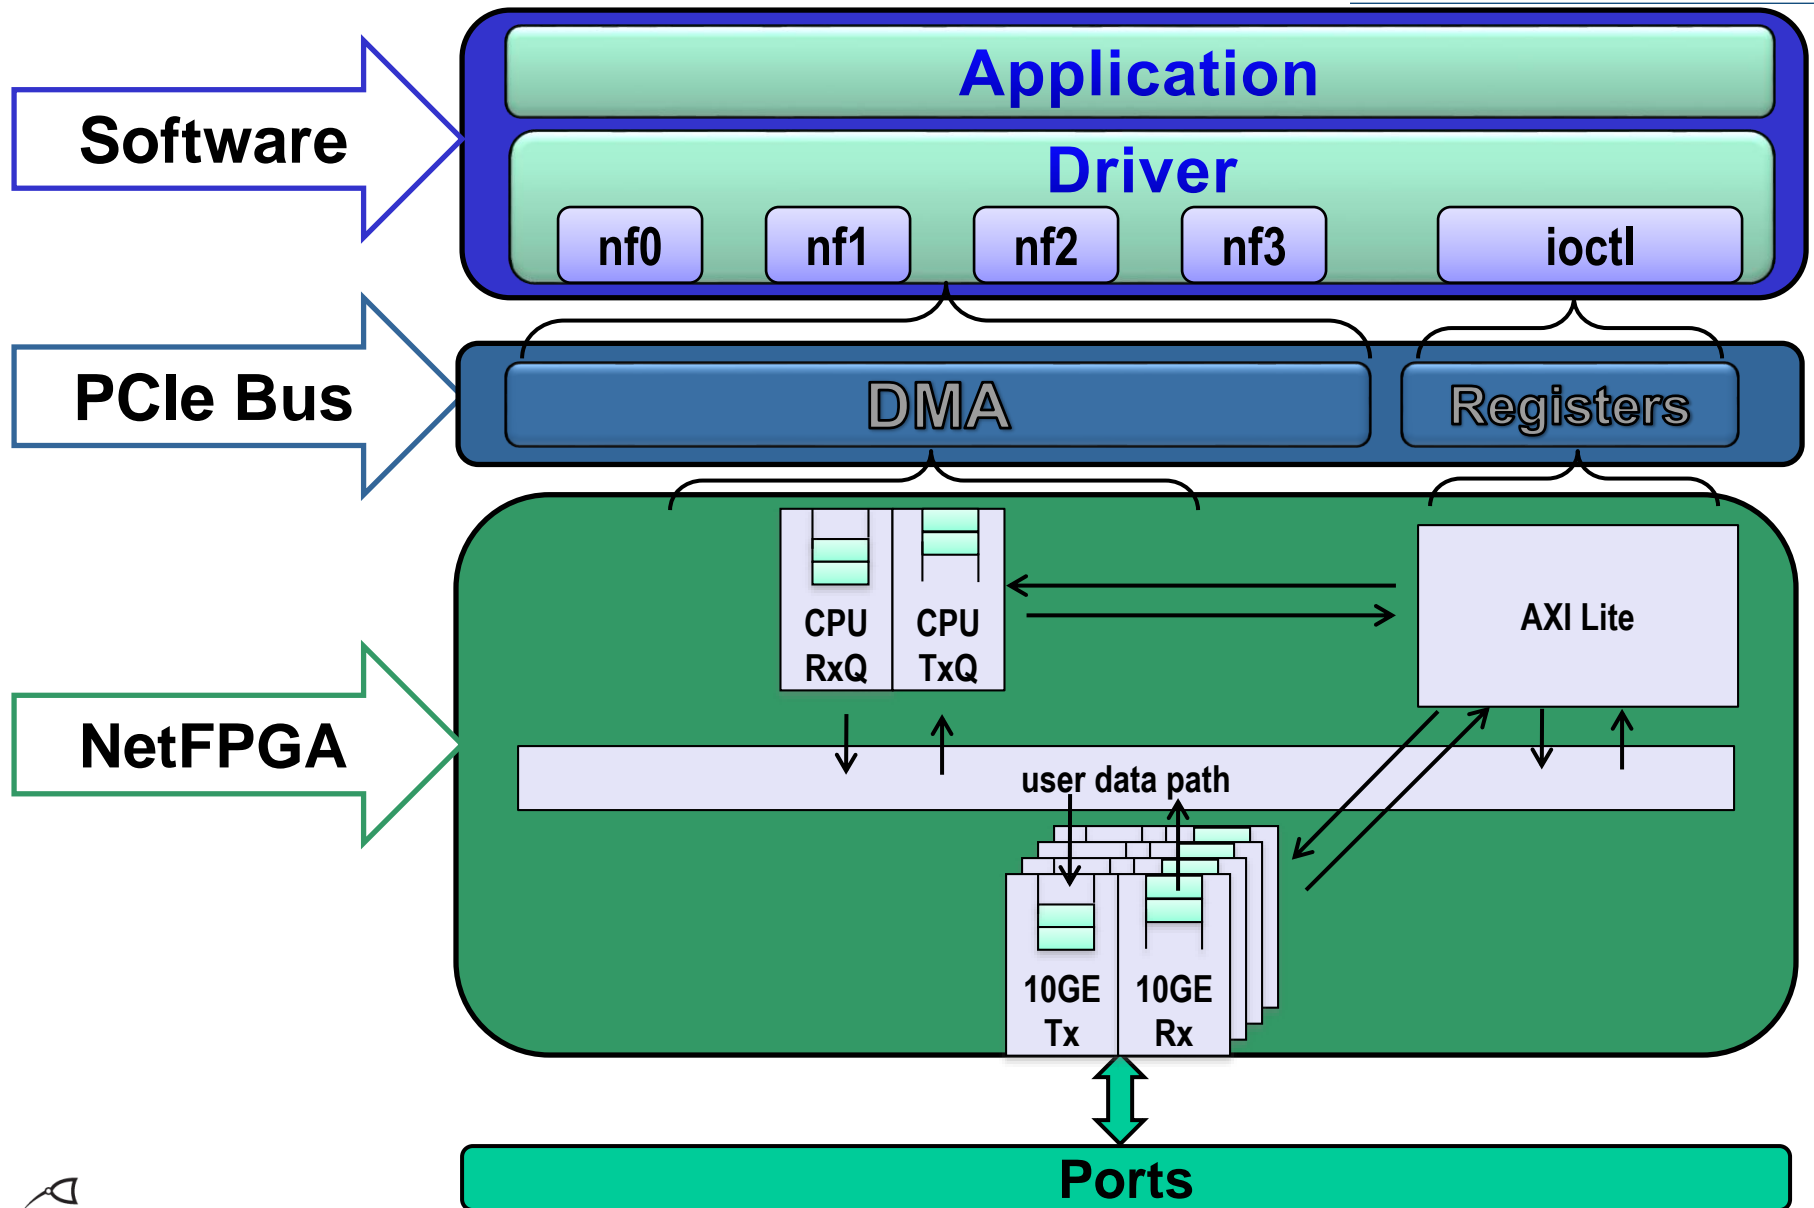 Application
Software
Driver
nf0 nf1 nf2 nf3 ioctl
PCIe Bus
DMA Registers
CPU RxQ
CPU TxQ
AXI Lite
NetFPGA
user data path
10GE Tx
10GE Rx
Ports